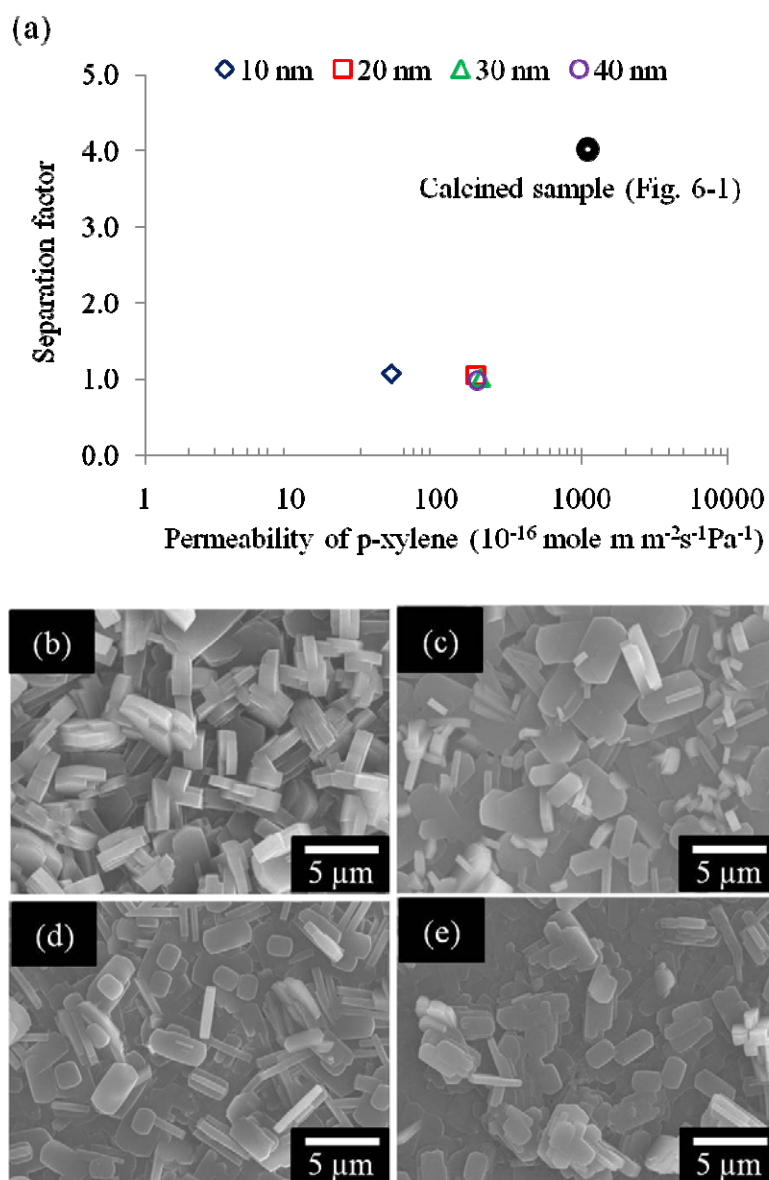 (a)
10 nm 20 nm 30 nm 40 nm
5.0
4.0
3.0
2.0
1.0
0.0
Separation factor
Calcined sample (Fig. 6-1)
1 10 100 1000 10000
Permeability of p-xylene (10⁻¹⁶ mole m m⁻²s⁻¹Pa⁻¹)
(b)
5 μm
(c)
5 μm
(d)
5 μm
(e)
5 μm